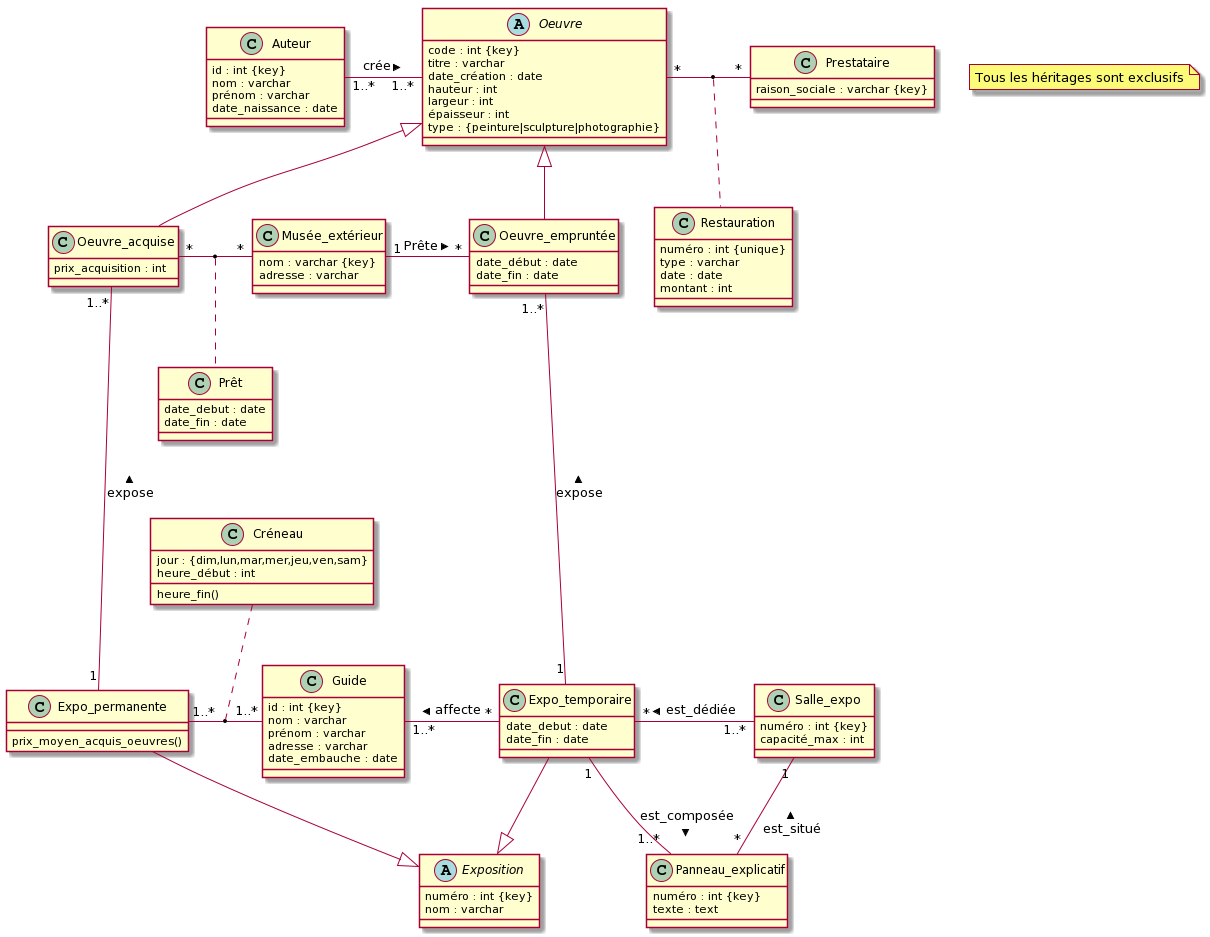 C Auteur
id : int {key}
nom : varchar
prénom : varchar
date_naissance : date
crée ►
1..*
1..*
A Oeuvre
code : int {key}
titre : varchar
date_création : date
hauteur : int
largeur : int
épaisseur : int
type : {peinture|sculpture|photographie}
*
*
C Prestataire
raison_sociale : varchar {key}
Tous les héritages sont exclusifs
C Oeuvre_acquise
prix_acquisition : int
*
*
C Musée_extérieur
nom : varchar {key}
adresse : varchar
1
Prête ►
*
C Oeuvre_empruntée
date_début : date
date_fin : date
C Restauration
numéro : int {unique}
type : varchar
date : date
montant : int
1..*
1..*
C Prêt
date_debut : date
date_fin : date
▲
expose
▲
expose
C Créneau
jour : {dim,lun,mar,mer,jeu,ven,sam}
heure_début : int
heure_fin()
1
1
C Expo_permanente
prix_moyen_acquis_oeuvres()
1..*
1..*
C Guide
id : int {key}
nom : varchar
prénom : varchar
adresse : varchar
date_embauche : date
◄ affecte
1..*
*
C Expo_temporaire
date_debut : date
date_fin : date
*
◄ est_dédiée
1..*
C Salle_expo
numéro : int {key}
capacité_max : int
1
1
est_composée
▼
▲
est_situé
1..*
*
A Exposition
numéro : int {key}
nom : varchar
C Panneau_explicatif
numéro : int {key}
texte : text